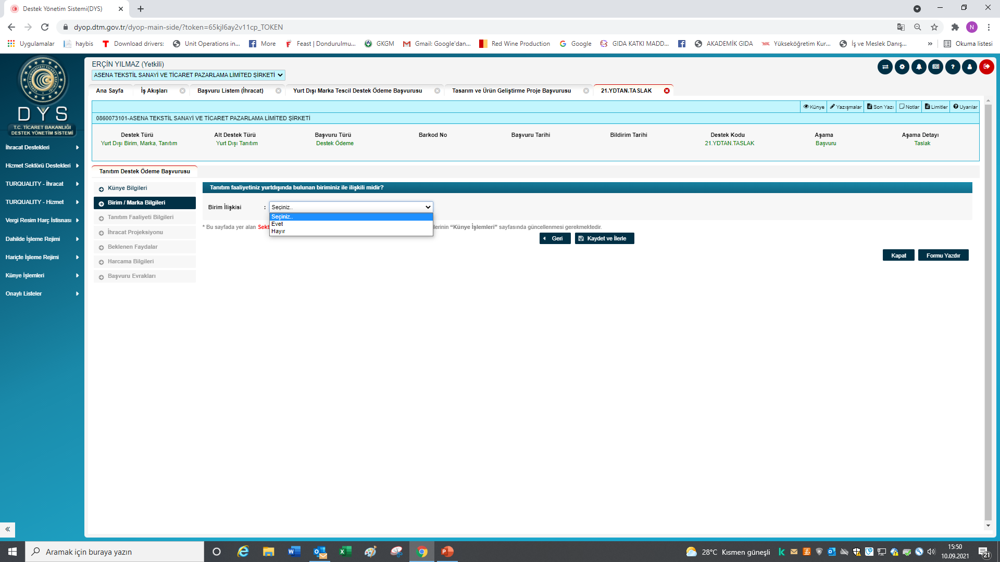 Destek Yönetim Sistemi(DYS)
dyop.dtm.gov.tr/dyop-main-side/?token=65kjl6ay2v11cp_TOKEN
N
Uygulamalar haybis Download drivers: Unit Operations in... More Feast | Dondurulmu... GKGM Gmail: Google'dan... Red Wine Production Google GIDA KATKI MADD... AKADEMİK GIDA Yükseköğretim Kur... İş ve Meslek Danış... » Okuma listesi
DYS
T.C. TİCARET BAKANLIĞI
DESTEK YÖNETİM SİSTEMİ
İhracat Destekleri
Hizmet Sektörü Destekleri
TURQUALITY - İhracat
TURQUALITY - Hizmet
Vergi Resim Harç İstisnası
Dahilde İşleme Rejimi
Hariçte İşleme Rejimi
Künye İşlemleri
Onaylı Listeler
«
ERÇİN YILMAZ (Yetkili)
ASENA TEKSTİL SANAYİ VE TİCARET PAZARLAMA LİMİTED ŞİRKETİ
Ana Sayfa İş Akışları Başvuru Listem (İhracat) Yurt Dışı Marka Tescil Destek Ödeme Başvurusu Tasarım ve Ürün Geliştirme Proje Başvurusu 21.YDTAN.TASLAK
Künye Yazışmalar Son Yazı Notlar Limitler Uyarılar
0860073101-ASENA TEKSTİL SANAYİ VE TİCARET PAZARLAMA LİMİTED ŞİRKETİ
Destek Türü Alt Destek Türü Başvuru Türü Barkod No Başvuru Tarihi Bildirim Tarihi Destek Kodu Aşama Aşama Detayı
Yurt Dışı Birim, Marka, Tanıtım Yurt Dışı Tanıtım Destek Ödeme 21.YDTAN.TASLAK Başvuru Taslak
Tanıtım Destek Ödeme Başvurusu
Künye Bilgileri
Birim / Marka Bilgileri
Tanıtım Faaliyeti Bilgileri
İhracat Projeksiyonu
Beklenen Faydalar
Harcama Bilgileri
Başvuru Evrakları
Tanıtım faaliyetiniz yurtdışında bulunan biriminiz ile ilişkili midir?
Birim İlişkisi : Seçiniz..
Seçiniz..
Evet
Hayır
* Bu sayfada yer alan Sekt lerinin “Künye İşlemleri” sayfasında güncellenmesi gerekmektedir.
Geri Kaydet ve İlerle
Kapat Formu Yazdır
Aramak için buraya yazın
28°C Kısmen güneşli
15:50
10.09.2021
21